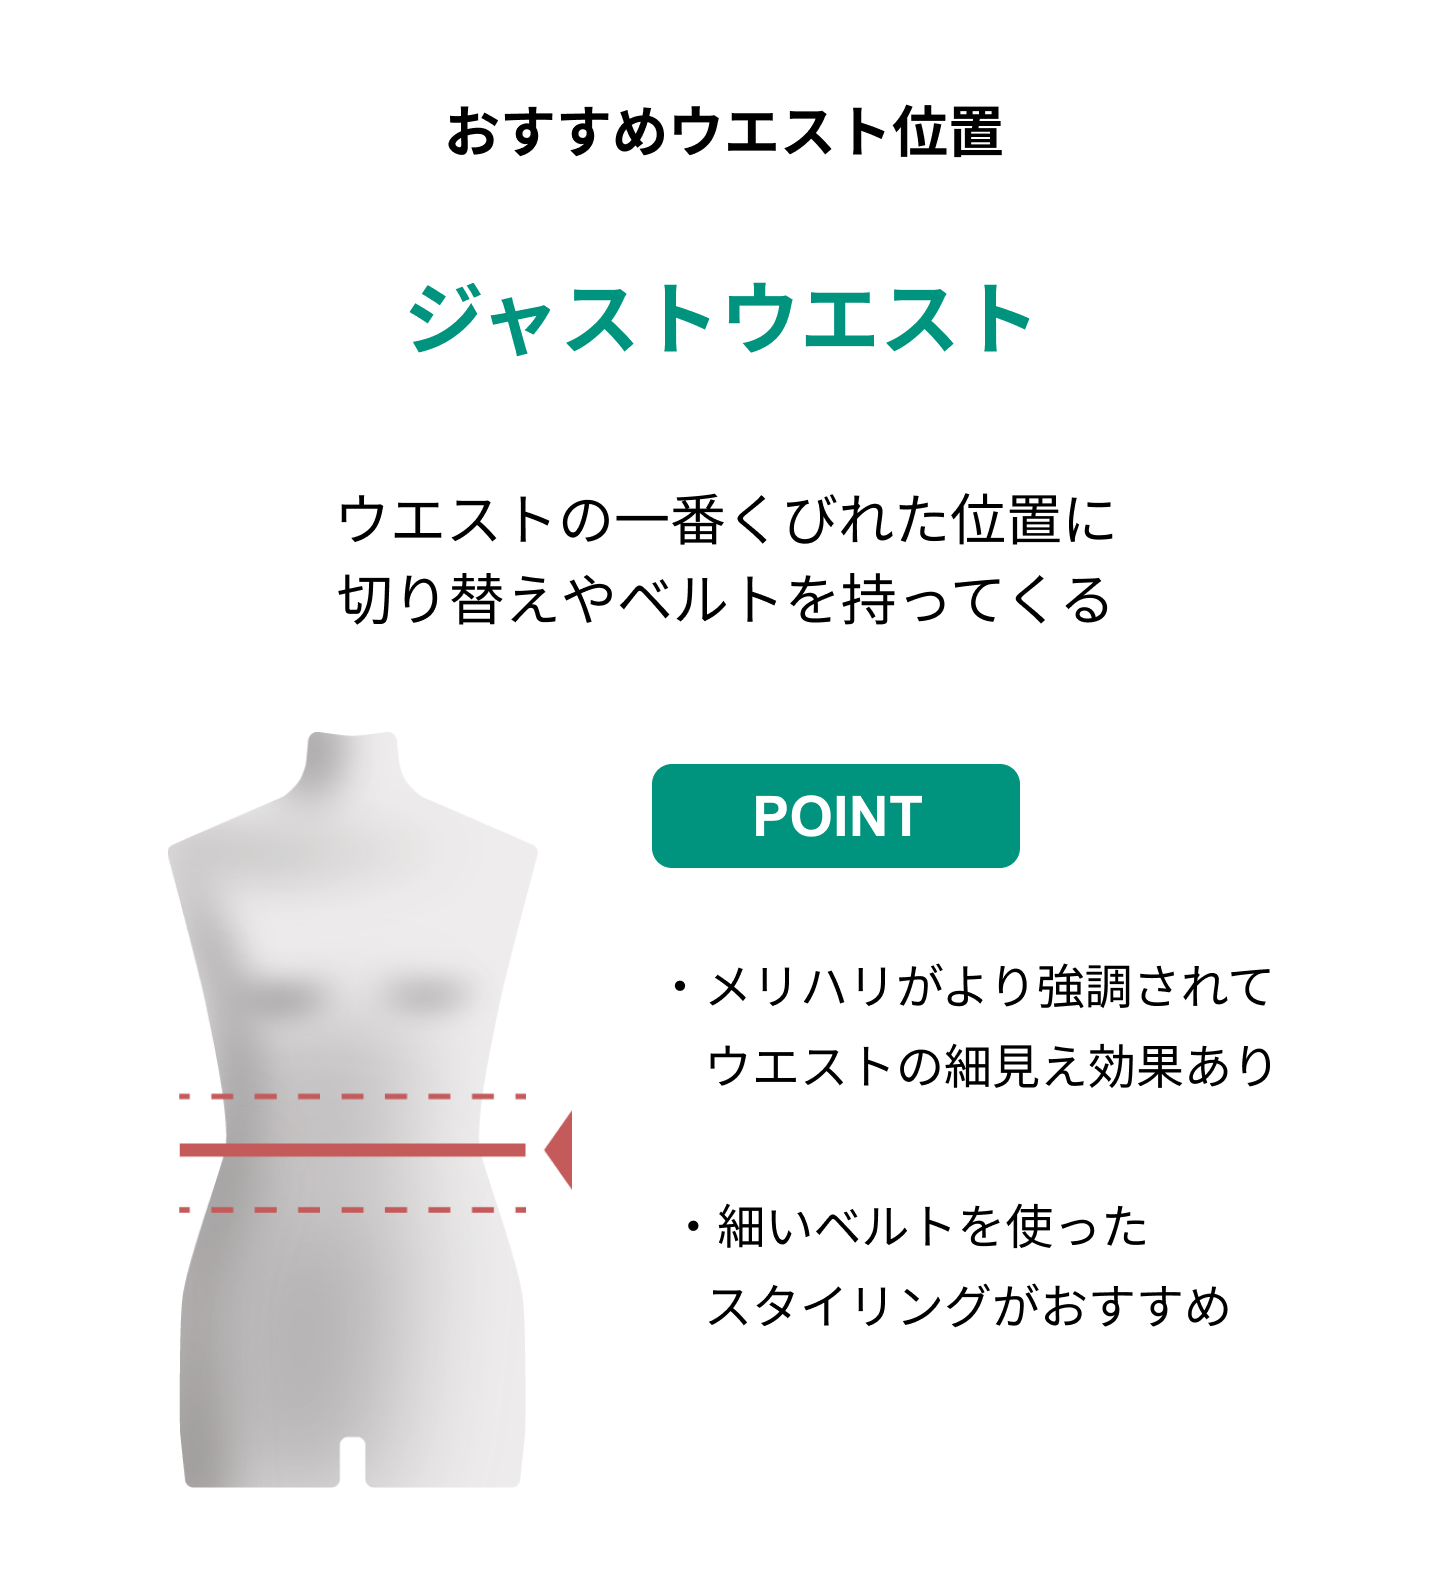 おすすめウエスト位置
ジャストウエスト
ウエストの一番くびれた位置に
切り替えやベルトを持ってくる
POINT
・メリハリがより強調されて
ウエストの細見え効果あり
・細いベルトを使った
スタイリングがおすすめ